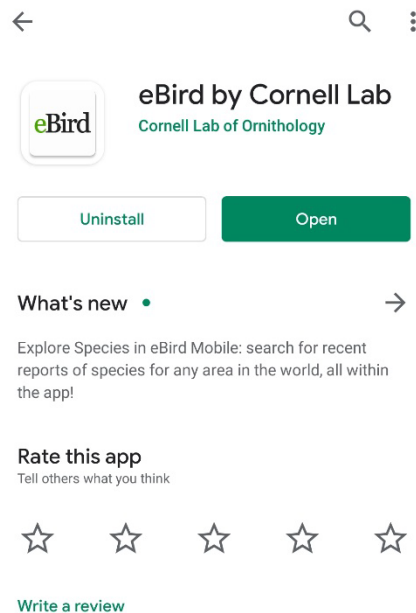 eBird by Cornell Lab
eBird
Cornell Lab of Ornithology
Uninstall
Open
What's new
Explore Species in eBird Mobile: search for recent
reports of species for any area in the world, all within
the app!
Rate this app
Tell others what you think
Write a review